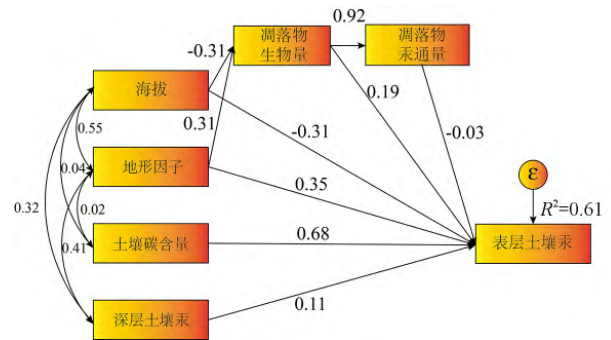 0.92
凋落物
生物量
凋落物
汞通量
-0.31
海拔
0.31
0.19
-0.03
0.55
-0.31
ε
地形因子
0.04
0.35
R²=0.61
0.32
0.02
土壤碳含量
0.68
表层土壤汞
0.41
0.11
深层土壤汞